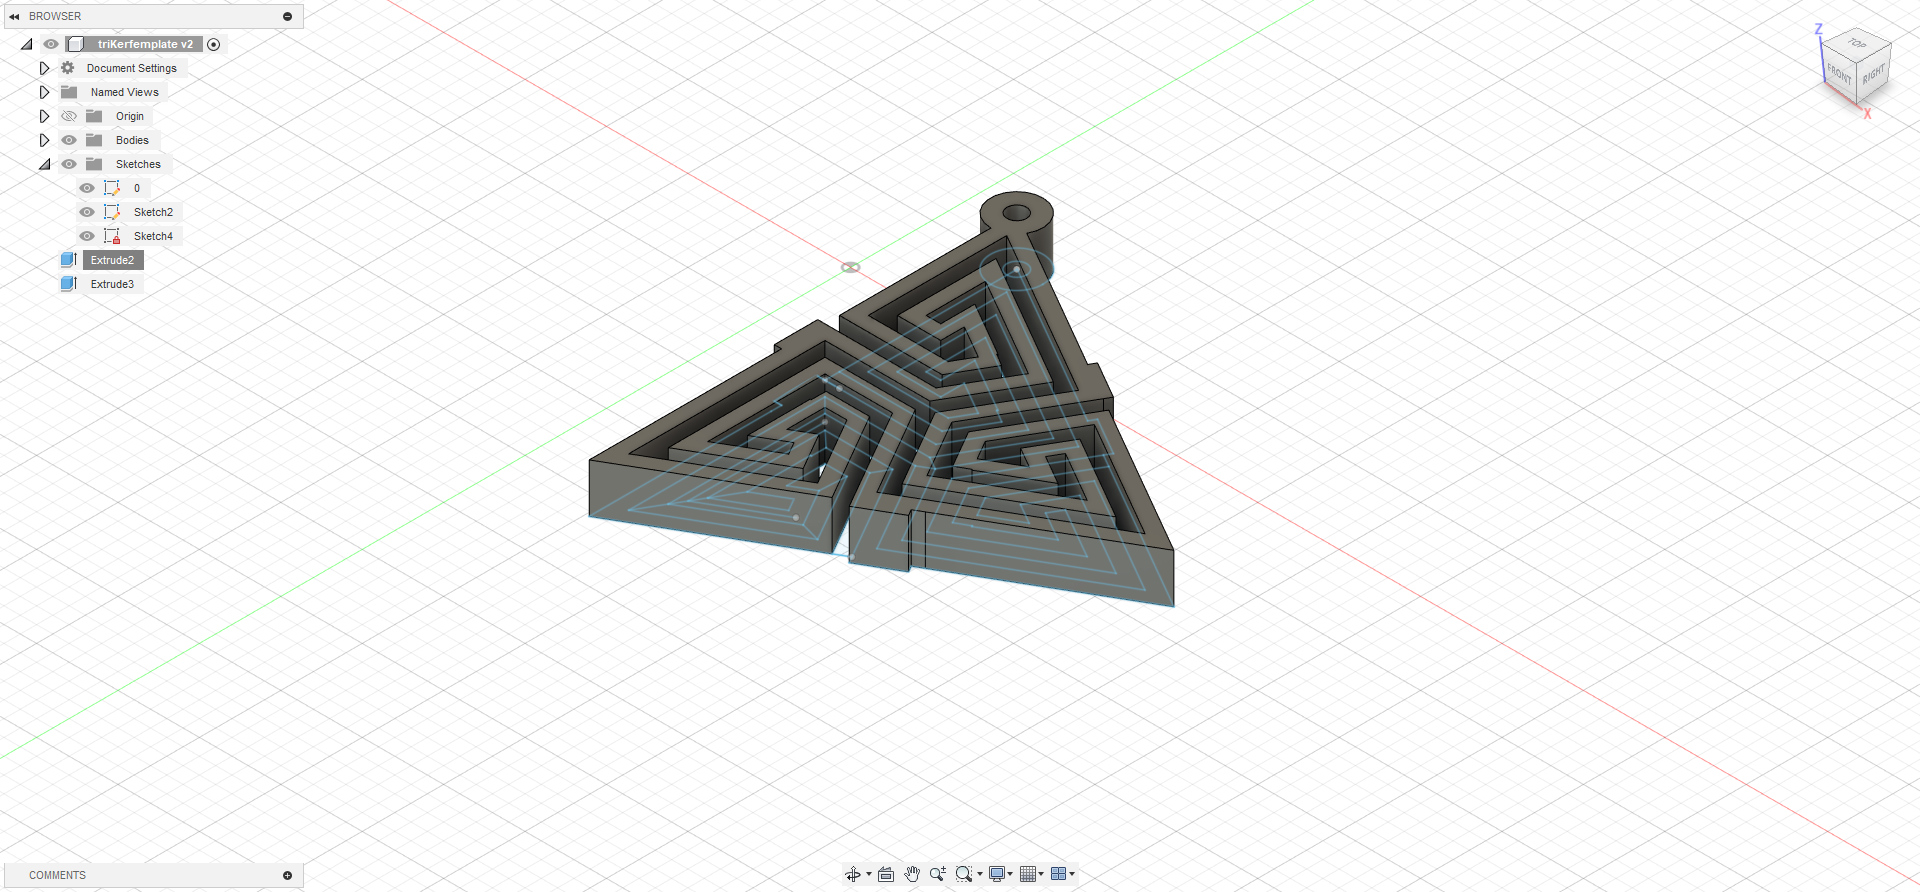 BROWSER
triKerfemplate v2
Document Settings
Named Views
Origin
Bodies
Sketches
0
Sketch2
Sketch4
Extrude2
Extrude3
Z
TOP
FRONT
RIGHT
X
COMMENTS